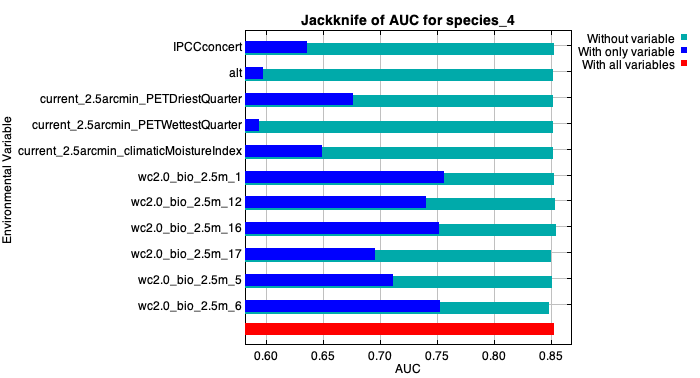 Jackknife of AUC for species_4
IPCCconcert
alt
current_2.5arcmin_PETDriestQuarter
current_2.5arcmin_PETWettestQuarter
current_2.5arcmin_climaticMoistureIndex
wc2.0_bio_2.5m_1
wc2.0_bio_2.5m_12
wc2.0_bio_2.5m_16
wc2.0_bio_2.5m_17
wc2.0_bio_2.5m_5
wc2.0_bio_2.5m_6
Environmental Variable
0.60 0.65 0.70 0.75 0.80 0.85
AUC
Without variable
With only variable
With all variables